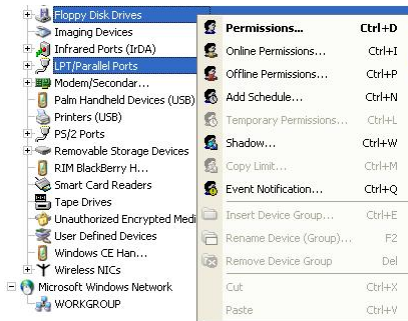 Floppy Disk Drives
Imaging Devices
Infrared Ports (IrDA)
LPT/Parallel Ports
Modem/Secondar...
Palm Handheld Devices (USB)
Printers (USB)
PS/2 Ports
Removable Storage Devices
RIM BlackBerry H...
Smart Card Readers
Tape Drives
Unauthorized Encrypted Medi
User Defined Devices
Windows CE Han...
Wireless NICs
Microsoft Windows Network
WORKGROUP
Permissions... Ctrl+D
Online Permissions... Ctrl+I
Offline Permissions... Ctrl+P
Add Schedule... Ctrl+N
Temporary Permissions... Ctrl+L
Shadow... Ctrl+W
Copy Limit... Ctrl+M
Event Notification... Ctrl+Q
Insert Device Group... Ctrl+E
Rename Device (Group)... F2
Remove Device Group Del
Cut Ctrl+X
Paste Ctrl+V